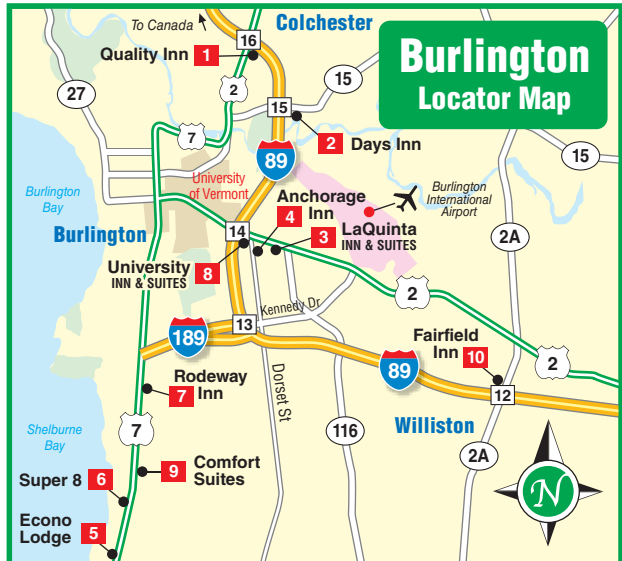 Burlington
Locator Map
To Canada
Colchester
16
Quality Inn 1
27
2
15
7
15
2 Days Inn
89
15
University
of Vermont
Burlington
Bay
Anchorage
Inn
4
3 LaQuinta
INN & SUITES
Burlington
International
Airport
2A
Burlington
14
University
INN & SUITES
8
2
Kennedy Dr
13
189
Fairfield
Inn
10
2
89
12
Rodeway
Inn
7
Dorset St
Williston
116
7
Shelburne
Bay
2A
9 Comfort
Suites
Super 8 6
Econo
Lodge
5
N